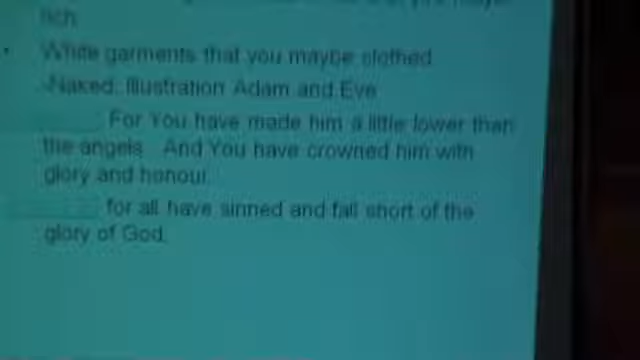 rich
• White garments that you maybe clothed
-Naked: Illustration Adam and Eve
For You have made him a little lower than
the angels And You have crowned him with
glory and honour.
for all have sinned and fall short of the
glory of God.